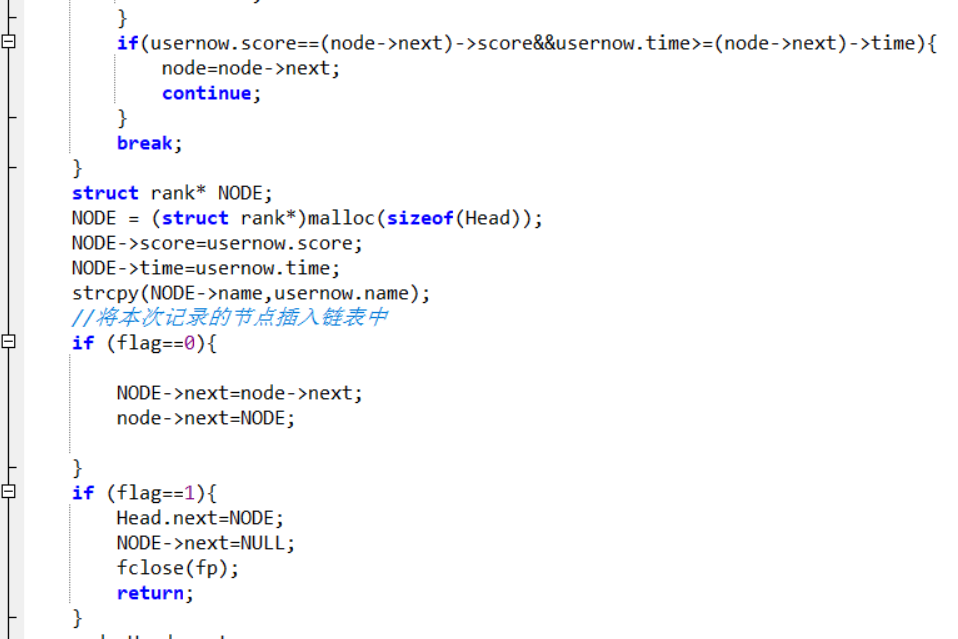 }
if(usernow.score==(node->next)->score&&usernow.time>=(node->next)->time){
node=node->next;
continue;
}
break;
}
struct rank* NODE;
NODE = (struct rank*)malloc(sizeof(Head));
NODE->score=usernow.score;
NODE->time=usernow.time;
strcpy(NODE->name,usernow.name);
//将本次记录的节点插入链表中
if (flag==0){
NODE->next=node->next;
node->next=NODE;
}
if (flag==1){
Head.next=NODE;
NODE->next=NULL;
fclose(fp);
return;
}